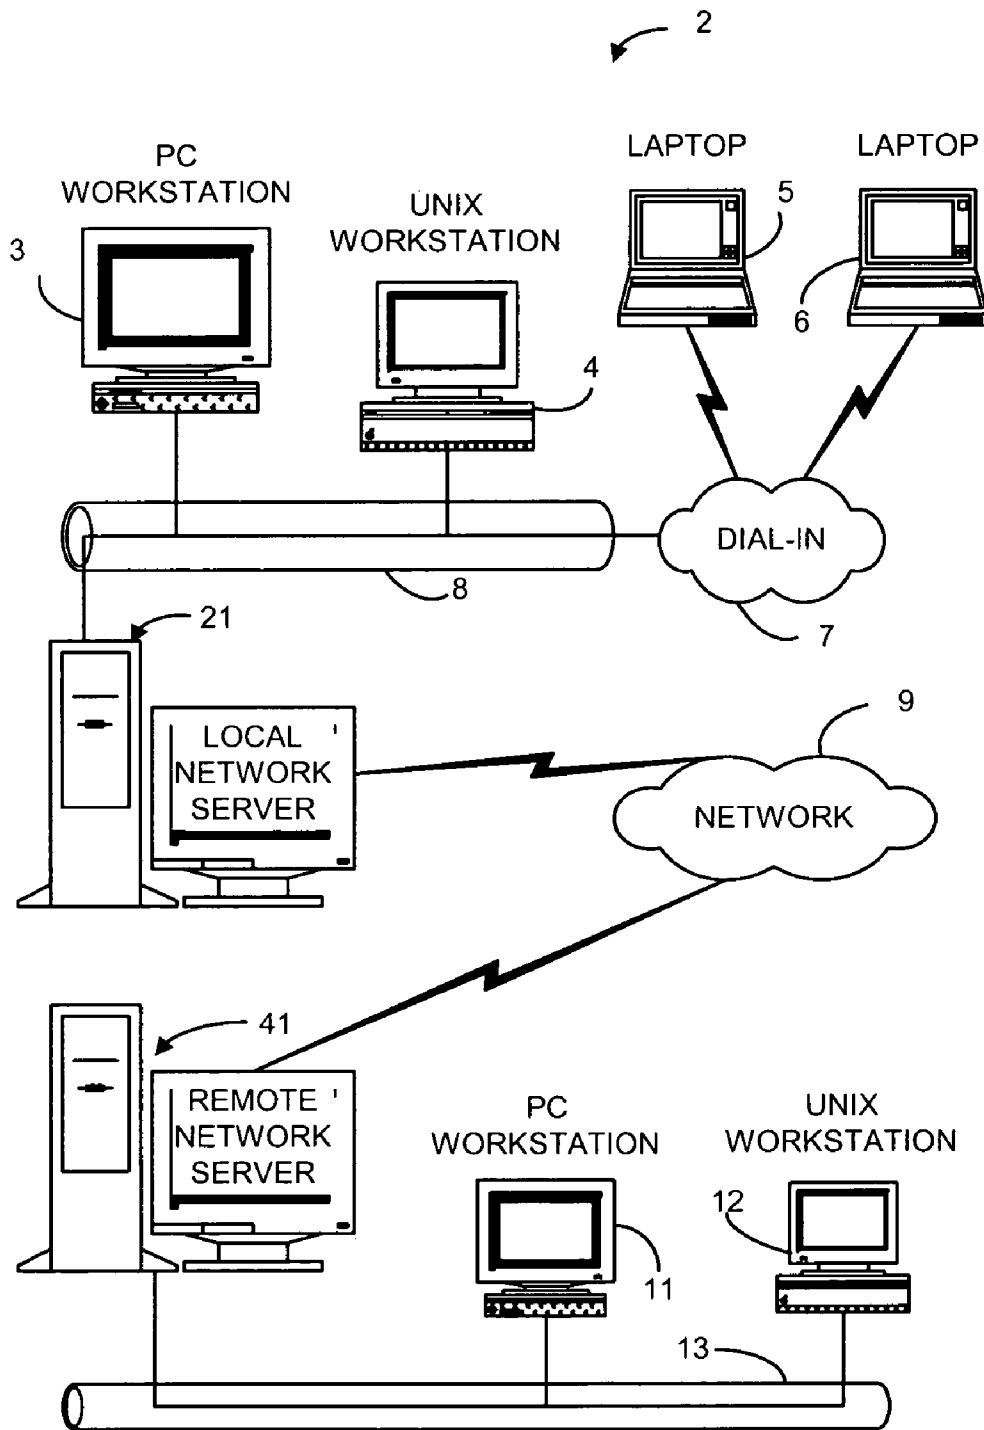 2
LAPTOP
LAPTOP
PC
WORKSTATION
UNIX
WORKSTATION
3
5
6
4
DIAL-IN
8
7
21
LOCAL
NETWORK
SERVER
9
NETWORK
41
REMOTE
NETWORK
SERVER
PC
WORKSTATION
UNIX
WORKSTATION
11
12
13